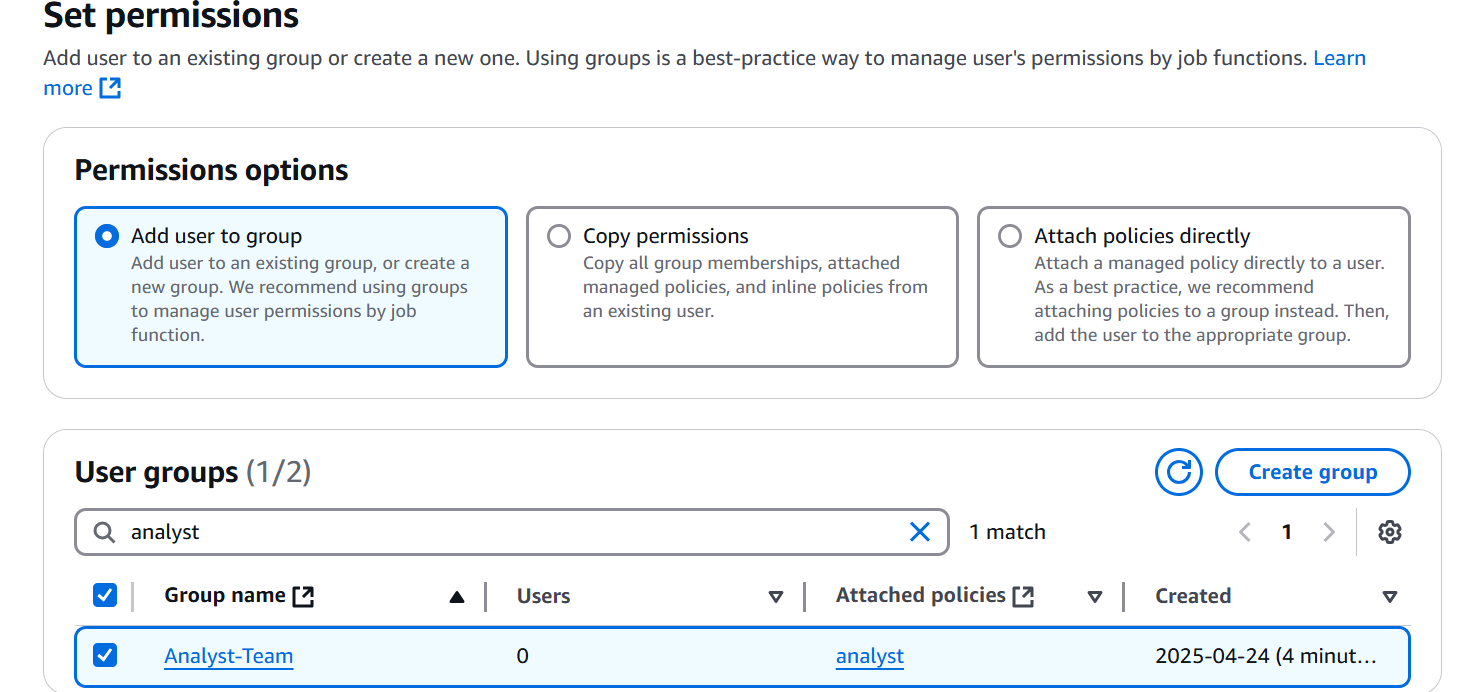 Set permissions
Add user to an existing group or create a new one. Using groups is a best-practice way to manage user's permissions by job functions. Learn
more
Permissions options
Add user to group
Add user to an existing group, or create a
new group. We recommend using groups
to manage user permissions by job
function.
Copy permissions
Copy all group memberships, attached
managed policies, and inline policies from
an existing user.
Attach policies directly
Attach a managed policy directly to a user.
As a best practice, we recommend
attaching policies to a group instead. Then,
add the user to the appropriate group.
User groups (1/2)
Create group
analyst
1 match
1
Group name
Users
Attached policies
Created
Analyst-Team
0
analyst
2025-04-24 (4 minut…